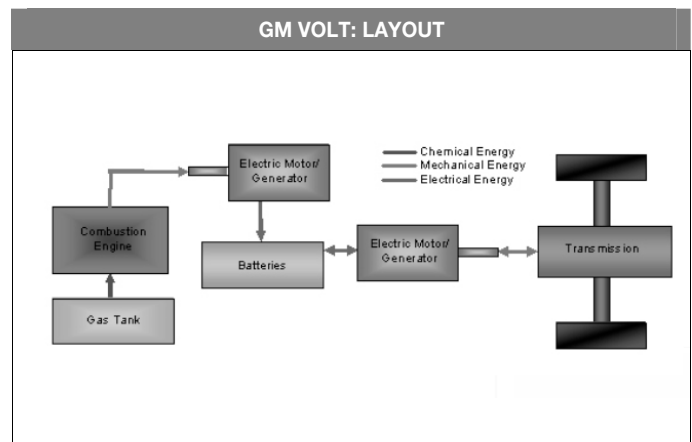 GM VOLT: LAYOUT
Electric Motor/
Generator
Chemical Energy
Mechanical Energy
Electrical Energy
Combustion
Engine
Batteries
Electric Motor/
Generator
Transmission
Gas Tank